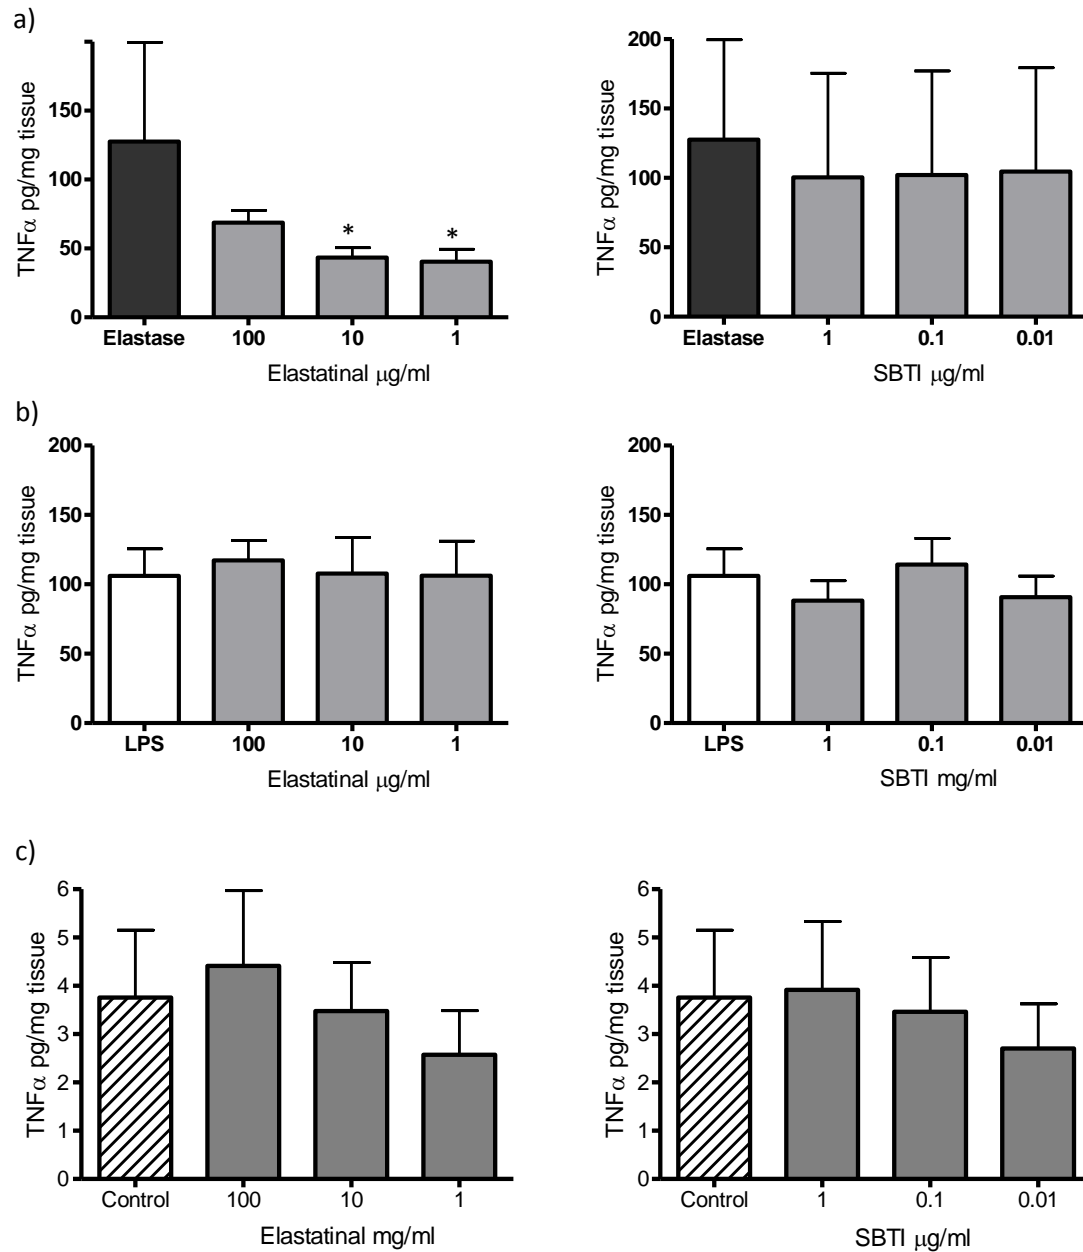 a)
TNFα pg/mg tissue
150
100
50
0
Elastase 100 10 1
* *
Elastatinal μg/ml
TNFα pg/mg tissue
200
150
100
50
0
Elastase 1 0.1 0.01
SBTI μg/ml
b)
TNFα pg/mg tissue
200
150
100
50
0
LPS 100 10 1
Elastatinal μg/ml
TNFα pg/mg tissue
200
150
100
50
0
LPS 1 0.1 0.01
SBTI mg/ml
c)
TNFα pg/mg tissue
6
5
4
3
2
1
0
Control 100 10 1
Elastatinal mg/ml
TNFα pg/mg tissue
6
5
4
3
2
1
0
Control 1 0.1 0.01
SBTI μg/ml